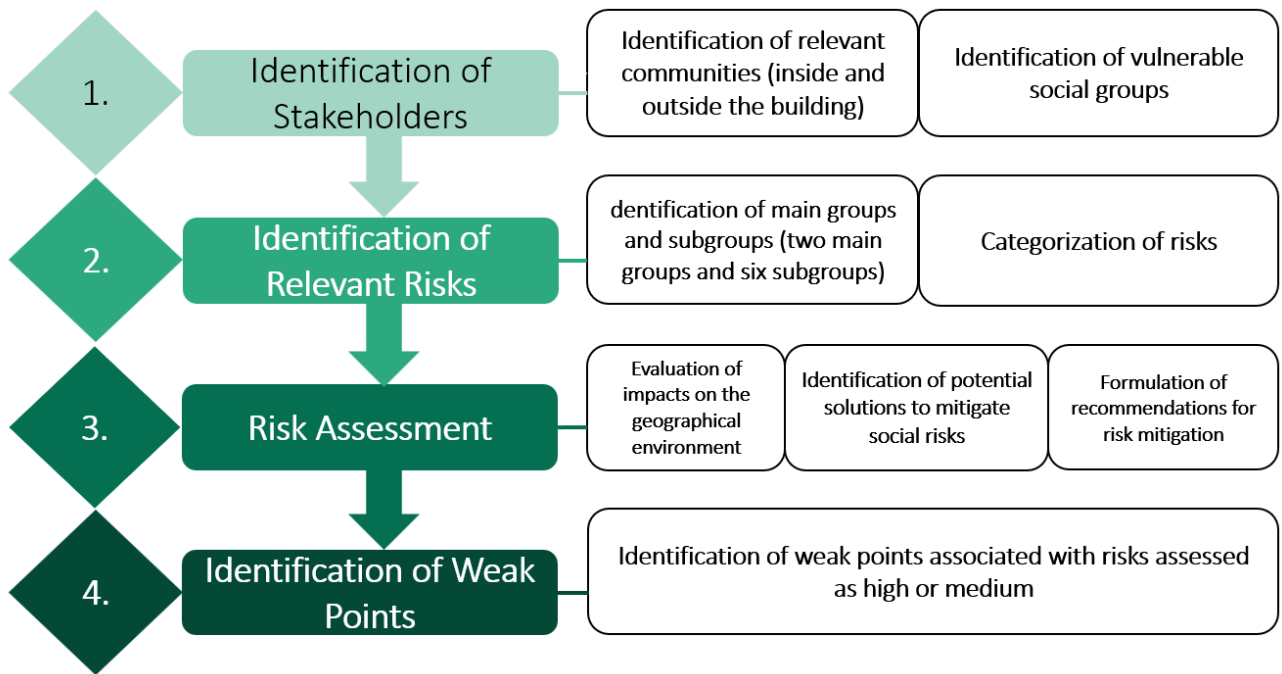 1.
Identification of
Stakeholders
Identification of relevant
communities (inside and
outside the building)
Identification of vulnerable
social groups
2.
Identification of
Relevant Risks
dentification of main groups
and subgroups (two main
groups and six subgroups)
Categorization of risks
3.
Risk Assessment
Evaluation of
impacts on the
geographical
environment
Identification of potential
solutions to mitigate
social risks
Formulation of
recommendations for
risk mitigation
4.
Identification of Weak
Points
Identification of weak points associated with risks assessed
as high or medium